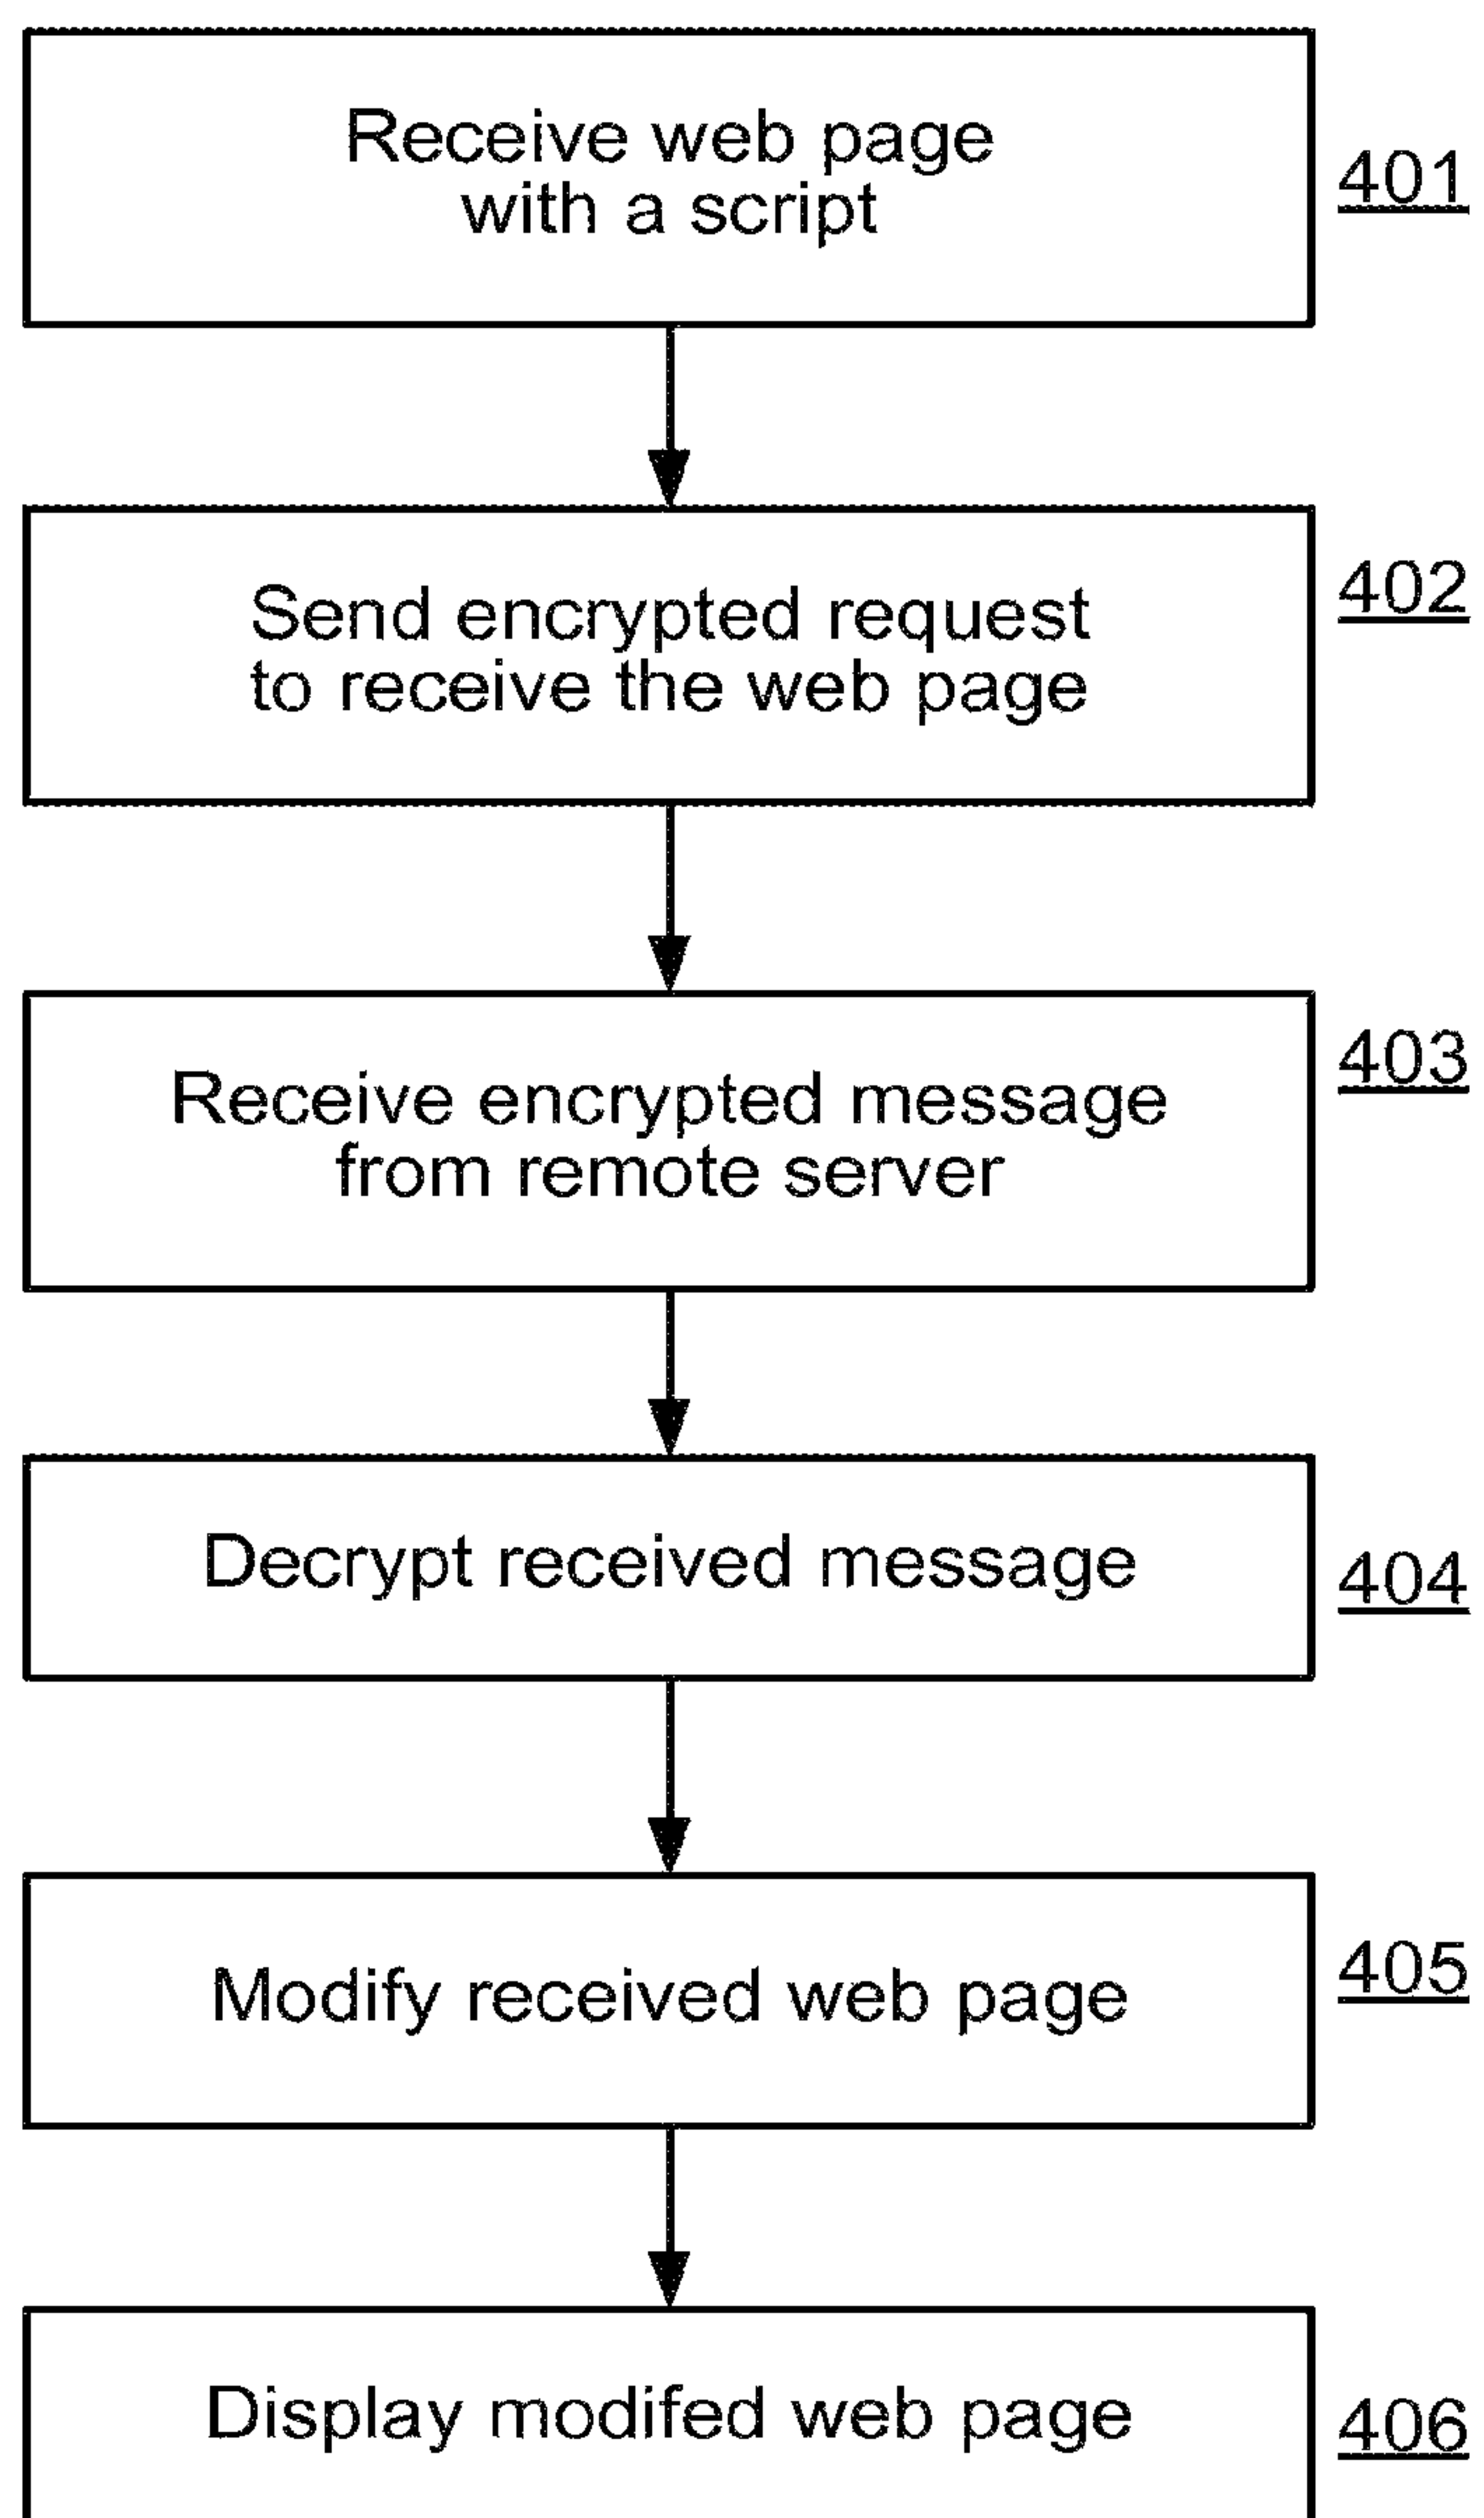 Receive web page
with a script
401
Send encrypted request
to receive the web page
402
Receive encrypted message
from remote server
403
Decrypt received message
404
Modify received web page
405
Display modifed web page
406